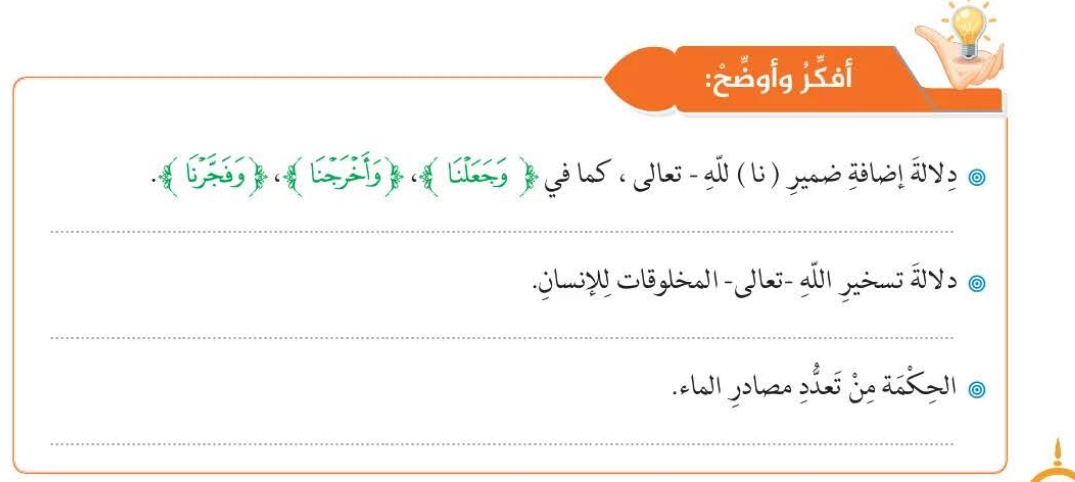 أفكِّرُ وأوضِّحُ:
دِلالةَ إضافةِ ضميرِ ( نا ) للّهِ - تعالى ، كما في ﴿ وَجَعَلْنَا ﴾، ﴿ وَأَخْرَجْنَا ﴾، ﴿ وَفَجَّرْنَا ﴾.
دلالةَ تسخيرِ اللّهِ -تعالى- المخلوقات لِلإنسانِ.
الحِكْمَة مِنْ تَعدُّدِ مصادرِ الماء.